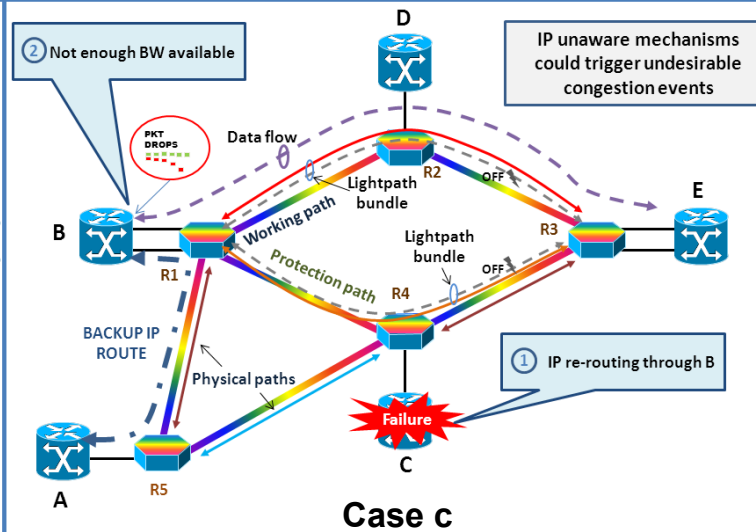 D
② Not enough BW available
IP unaware mechanisms
could trigger undesirable
congestion events
PKT
DROPS
Data flow
Lightpath
bundle
R2
OFF
E
B
Working path
R3
Lightpath
bundle
R1
Protection path
R4
OFF
BACKUP IP
ROUTE
Physical paths
① IP re-routing through B
Failure
C
A
R5
Case c